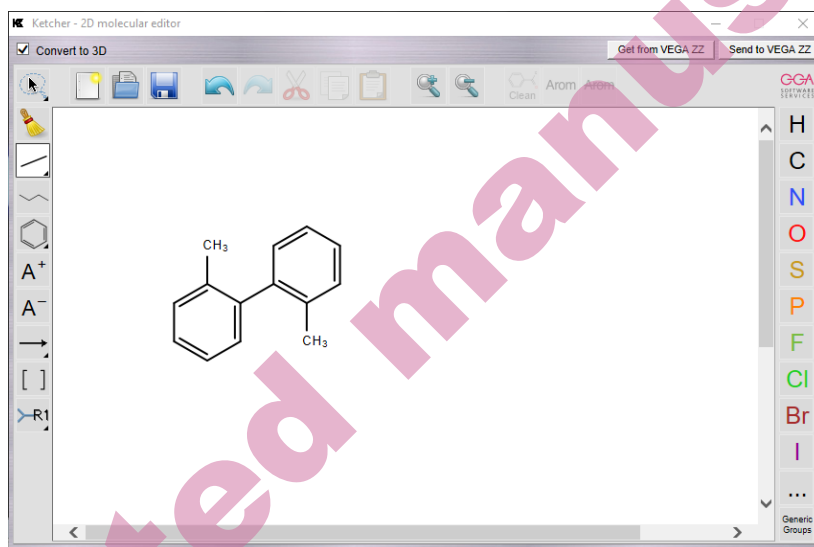 Ketcher - 2D molecular editor
Convert to 3D
Get from VEGA ZZ
Send to VEGA ZZ
Clean
Arom
Arom
GGA
SOFTWARE
SERVICES
H
C
N
O
S
P
F
Cl
Br
I
...
Generic
Groups
A+
A−
[ ]
R1
CH3
CH3
ted manus